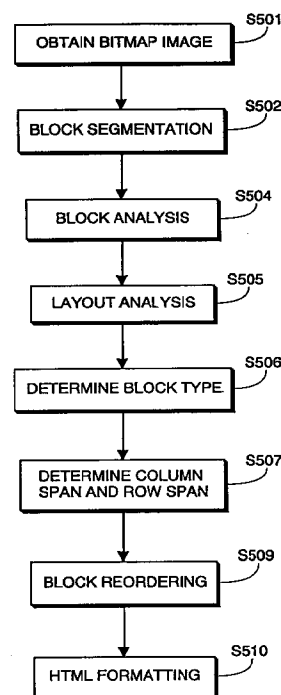 S501
OBTAIN BITMAP IMAGE
S502
BLOCK SEGMENTATION
S504
BLOCK ANALYSIS
S505
LAYOUT ANALYSIS
S506
DETERMINE BLOCK TYPE
S507
DETERMINE COLUMN
SPAN AND ROW SPAN
S509
BLOCK REORDERING
S510
HTML FORMATTING